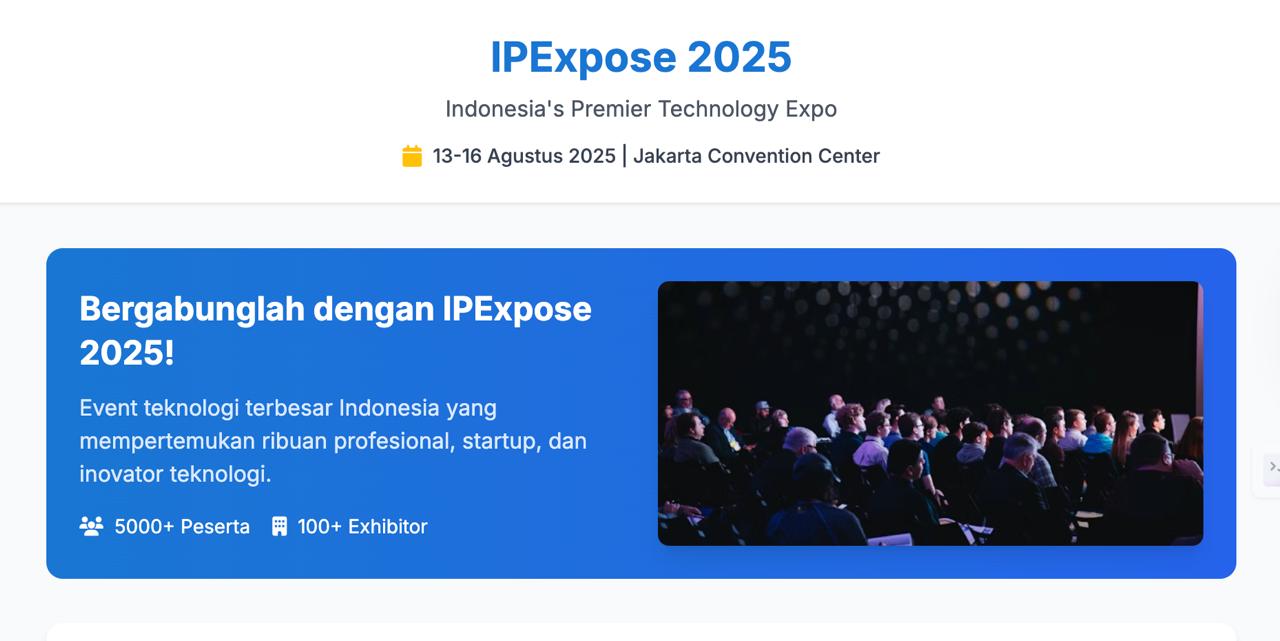 IPExpose 2025
Indonesia's Premier Technology Expo
13-16 Agustus 2025 | Jakarta Convention Center
Bergabunglah dengan IPExpose
2025!
Event teknologi terbesar Indonesia yang
mempertemukan ribuan profesional, startup, dan
inovator teknologi.
5000+ Peserta 100+ Exhibitor